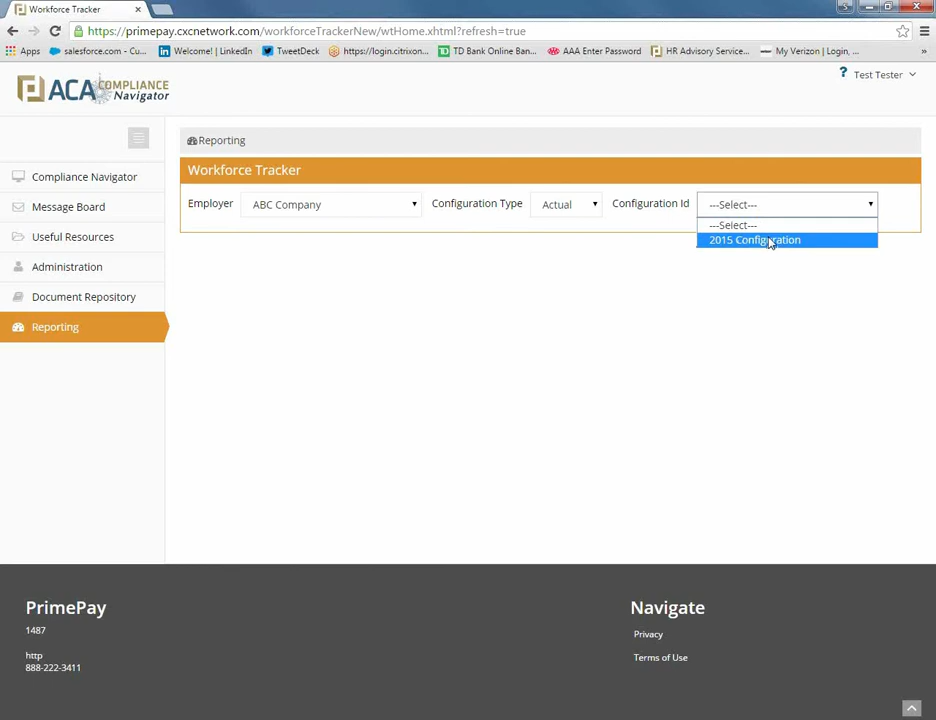 Workforce Tracker
https://primepay.cxcnetwork.com/workforceTrackerNew/wtHome.xhtml?refresh=true
Apps salesforce.com - Cu... Welcome! | LinkedIn TweetDeck https://login.citrixon... TD Bank Online Ban... AAA Enter Password HR Advisory Service... My Verizon | Login, ... »
ACA COMPLIANCE Navigator
? Test Tester
Reporting
Workforce Tracker
Employer ABC Company Configuration Type Actual Configuration Id ---Select---
---Select---
2015 Configuration
Compliance Navigator
Message Board
Useful Resources
Administration
Document Repository
Reporting
PrimePay
1487
http
888-222-3411
Navigate
Privacy
Terms of Use